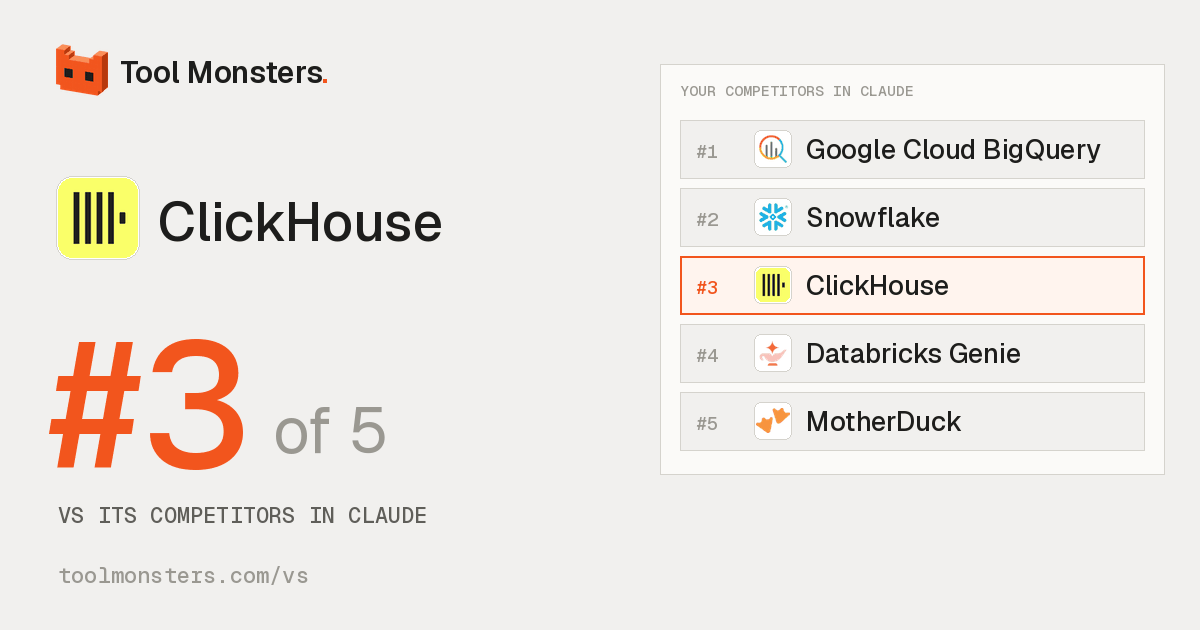 Tool Monsters.
ClickHouse
#3 of 5
VS ITS COMPETITORS IN CLAUDE
toolmonsters.com/vs
YOUR COMPETITORS IN CLAUDE
#1 Google Cloud BigQuery
#2 Snowflake
#3 ClickHouse
#4 Databricks Genie
#5 MotherDuck